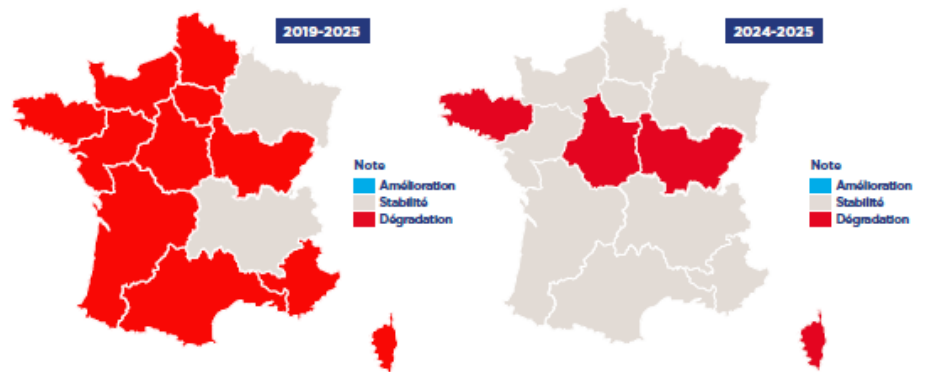 2019-2025
Note
Amélioration
Stabilité
Dégradation
2024-2025
Note
Amélioration
Stabilité
Dégradation